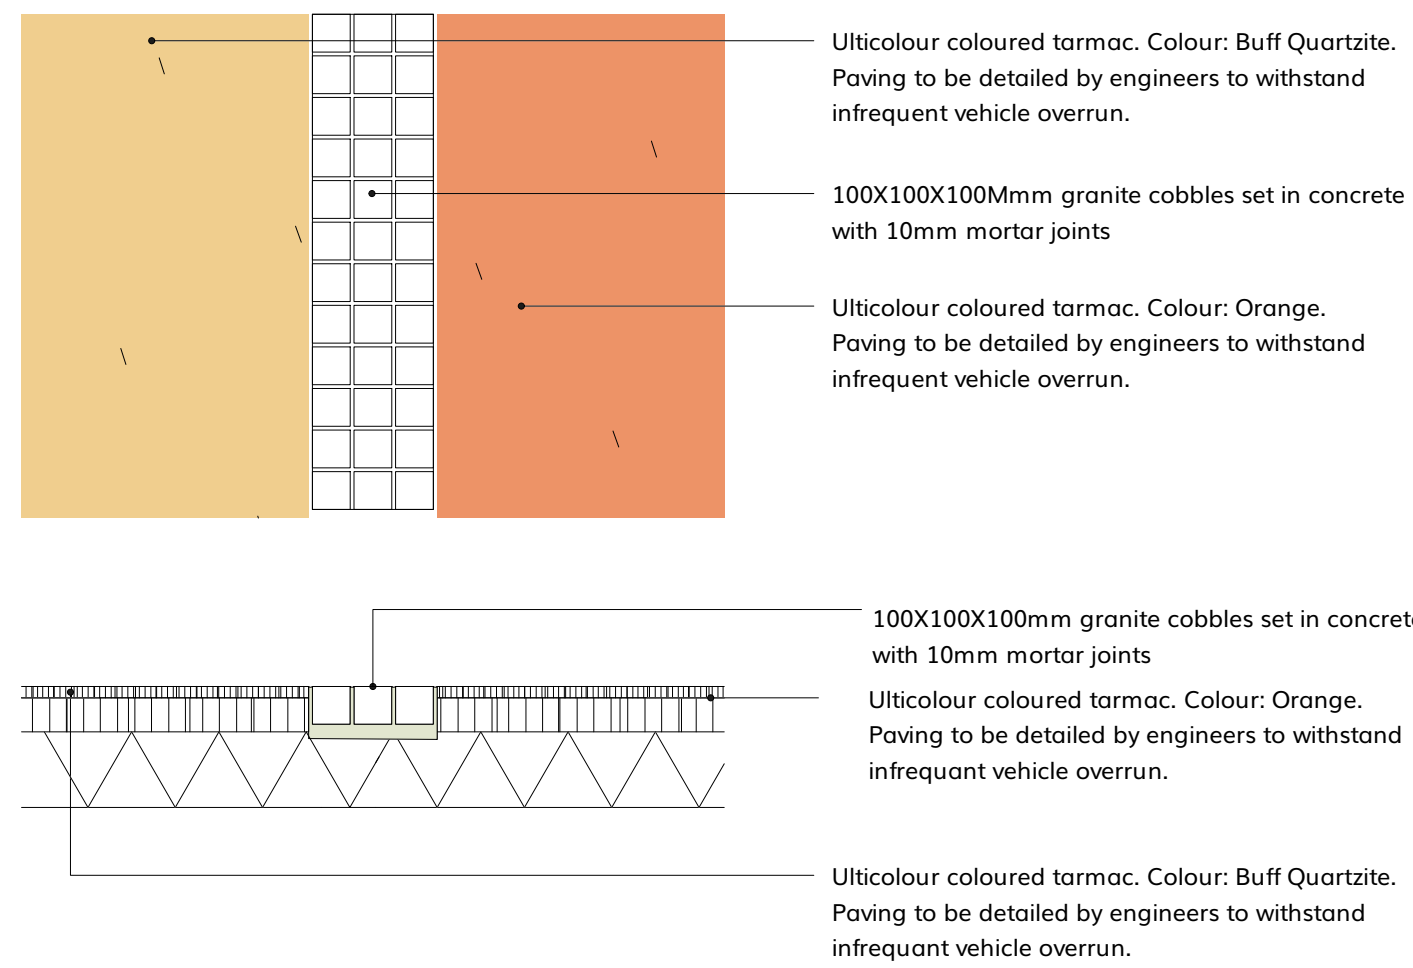 Ulticolour coloured tarmac. Colour: Buff Quartzite.
Paving to be detailed by engineers to withstand
infrequent vehicle overrun.
100X100X100Mmm granite cobbles set in concrete
with 10mm mortar joints
Ulticolour coloured tarmac. Colour: Orange.
Paving to be detailed by engineers to withstand
infrequent vehicle overrun.
100X100X100mm granite cobbles set in concret
with 10mm mortar joints
Ulticolour coloured tarmac. Colour: Orange.
Paving to be detailed by engineers to withstand
infrequant vehicle overrun.
Ulticolour coloured tarmac. Colour: Buff Quartzite.
Paving to be detailed by engineers to withstand
infrequant vehicle overrun.